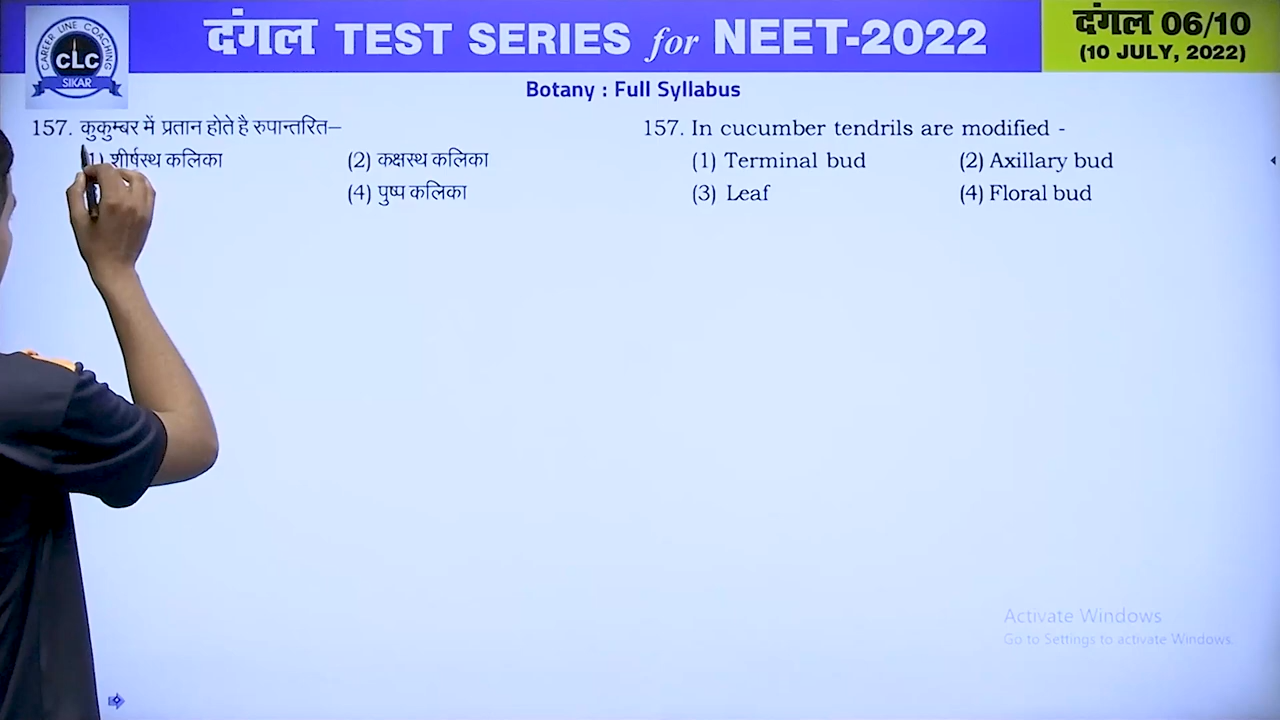 CAREER LINE COACHING
CLC
SIKAR
दंगल TEST SERIES for NEET-2022
दंगल 06/10
(10 JULY, 2022)
Botany : Full Syllabus
157. कुकुम्बर में प्रतान होते है रुपान्तरित–
1) शीर्षस्थ कलिका (2) कक्षस्थ कलिका
(4) पुष्प कलिका
157. In cucumber tendrils are modified -
(1) Terminal bud (2) Axillary bud
(3) Leaf (4) Floral bud
Activate Windows
Go to Settings to activate Windows.